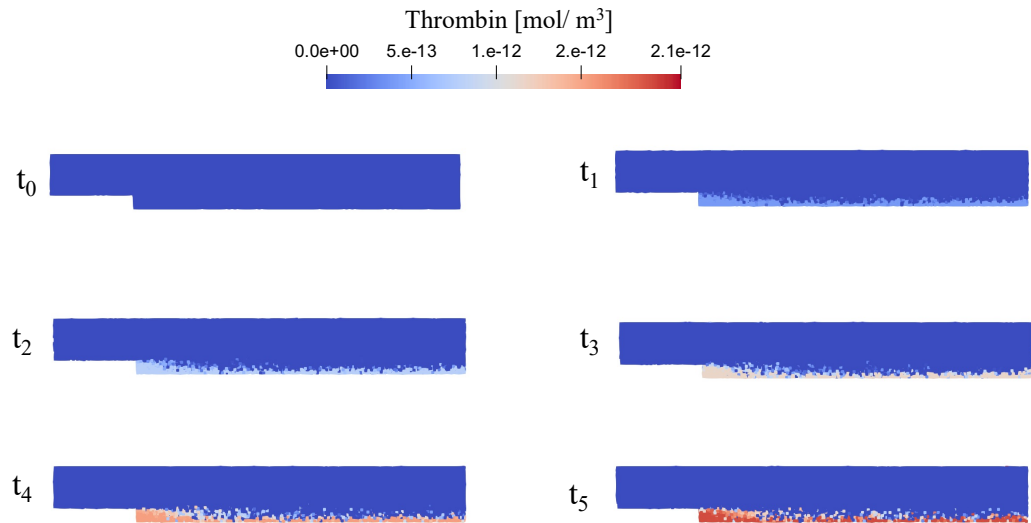 Thrombin [mol/ m³]
0.0e+00 5.e-13 1.e-12 2.e-12 2.1e-12
t₀ t₁
t₂ t₃
t₄ t₅